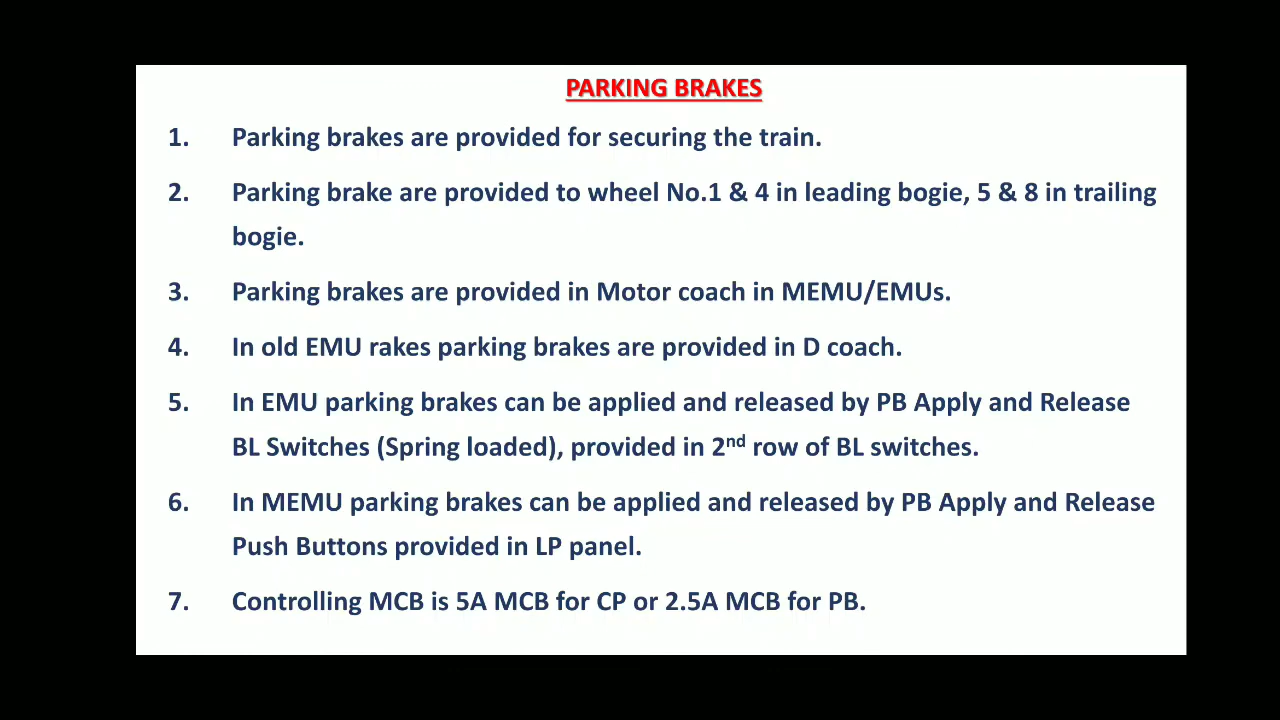 PARKING BRAKES
1. Parking brakes are provided for securing the train.
2. Parking brake are provided to wheel No.1 & 4 in leading bogie, 5 & 8 in trailing
bogie.
3. Parking brakes are provided in Motor coach in MEMU/EMUs.
4. In old EMU rakes parking brakes are provided in D coach.
5. In EMU parking brakes can be applied and released by PB Apply and Release
BL Switches (Spring loaded), provided in 2nd row of BL switches.
6. In MEMU parking brakes can be applied and released by PB Apply and Release
Push Buttons provided in LP panel.
7. Controlling MCB is 5A MCB for CP or 2.5A MCB for PB.